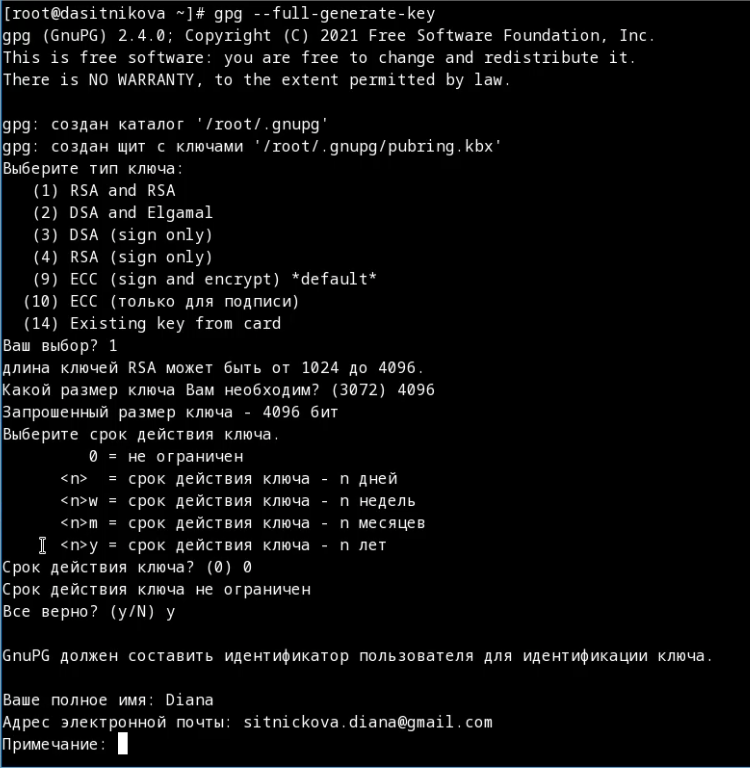 [root@dasitnikova ~]# gpg --full-generate-key
gpg (GnuPG) 2.4.0; Copyright (C) 2021 Free Software Foundation, Inc.
This is free software: you are free to change and redistribute it.
There is NO WARRANTY, to the extent permitted by law.

gpg: создан каталог '/root/.gnupg'
gpg: создан щит с ключами '/root/.gnupg/pubring.kbx'
Выберите тип ключа:
   (1) RSA and RSA
   (2) DSA and Elgamal
   (3) DSA (sign only)
   (4) RSA (sign only)
   (9) ECC (sign and encrypt) *default*
  (10) ECC (только для подписи)
  (14) Existing key from card
Ваш выбор? 1
длина ключей RSA может быть от 1024 до 4096.
Какой размер ключа Вам необходим? (3072) 4096
Запрошенный размер ключа - 4096 бит
Выберите срок действия ключа.
         0 = не ограничен
      <n>  = срок действия ключа - n дней
      <n>w = срок действия ключа - n недель
      <n>m = срок действия ключа - n месяцев
      <n>y = срок действия ключа - n лет
Срок действия ключа? (0) 0
Срок действия ключа не ограничен
Все верно? (y/N) y

GnuPG должен составить идентификатор пользователя для идентификации ключа.

Ваше полное имя: Diana
Адрес электронной почты: sitnickova.diana@gmail.com
Примечание: